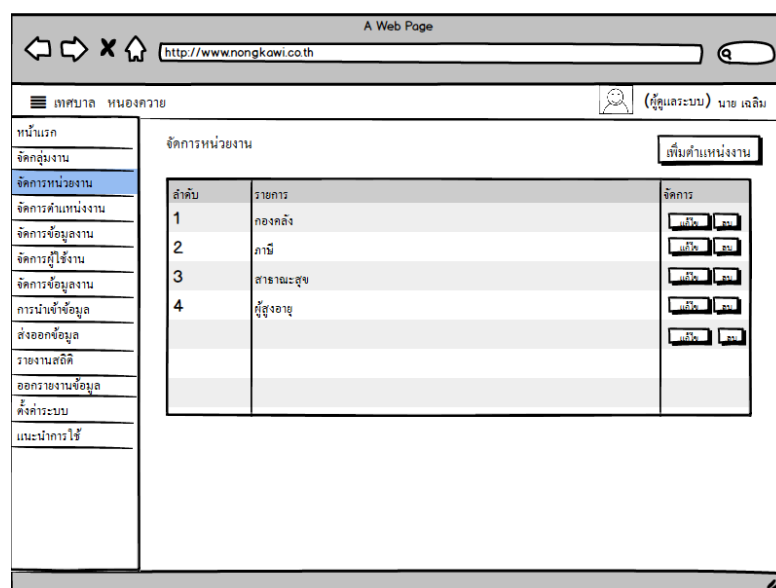 A Web Page
http://www.nongkawi.co.th
เทศบาล หนองควาย
(ผู้ดูแลระบบ) นาย เฉลิม
หน้าแรก
จัดกลุ่มงาน
จัดการหน่วยงาน
จัดการตำแหน่งงาน
จัดการข้อมูลงาน
จัดการผู้ใช้งาน
จัดการข้อมูลงาน
การนำเข้าข้อมูล
ส่งออกข้อมูล
รายงานสถิติ
ออกรายงานข้อมูล
ตั้งค่าระบบ
แนะนำการใช้
จัดการหน่วยงาน
เพิ่มตำแหน่งงาน
ลำดับ รายการ จัดการ
1 กองคลัง แก้ไข ลบ
2 ภาษี แก้ไข ลบ
3 สาธาณะสุข แก้ไข ลบ
4 ผู้สูงอายุ แก้ไข ลบ
แก้ไข ลบ